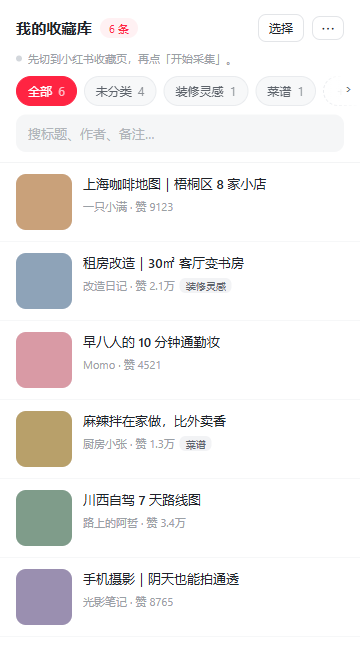 我的收藏库 6 条 选择 ···
先切到小红书收藏页，再点「开始采集」。
全部 6 未分类 4 装修灵感 1 菜谱 1 ›
搜标题、作者、备注...
上海咖啡地图 | 梧桐区 8 家小店
一只小满 · 赞 9123
租房改造 | 30㎡ 客厅变书房
改造日记 · 赞 2.1万 装修灵感
早八人的 10 分钟通勤妆
Momo · 赞 4521
麻辣拌在家做，比外卖香
厨房小张 · 赞 1.3万 菜谱
川西自驾 7 天路线图
路上的阿哲 · 赞 3.4万
手机摄影 | 阴天也能拍通透
光影笔记 · 赞 8765